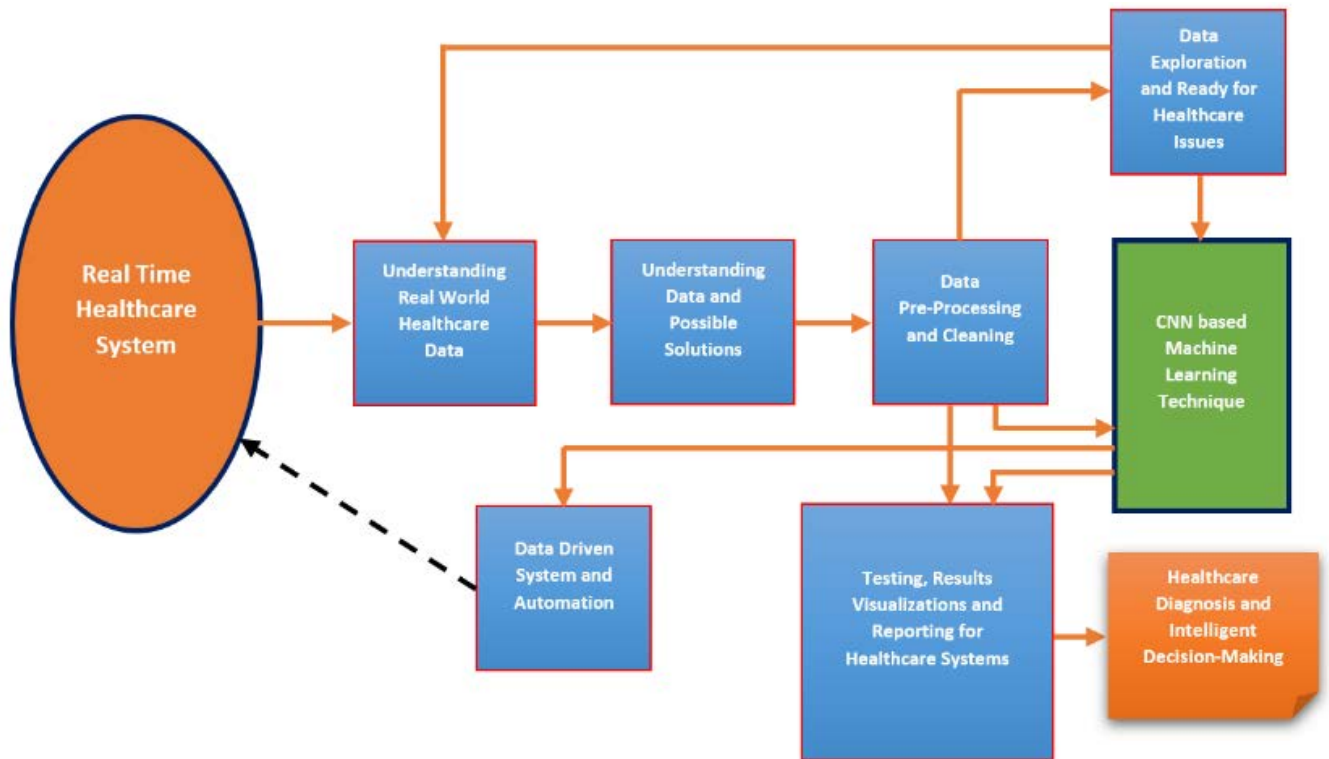 Data
Exploration
and Ready for
Healthcare
Issues
Real Time
Healthcare
System
Understanding
Real World
Healthcare
Data
Understanding
Data and
Possible
Solutions
Data
Pre-Processing
and Cleaning
CNN based
Machine
Learning
Technique
Data Driven
System and
Automation
Testing, Results
Visualizations and
Reporting for
Healthcare Systems
Healthcare
Diagnosis and
Intelligent
Decision-Making